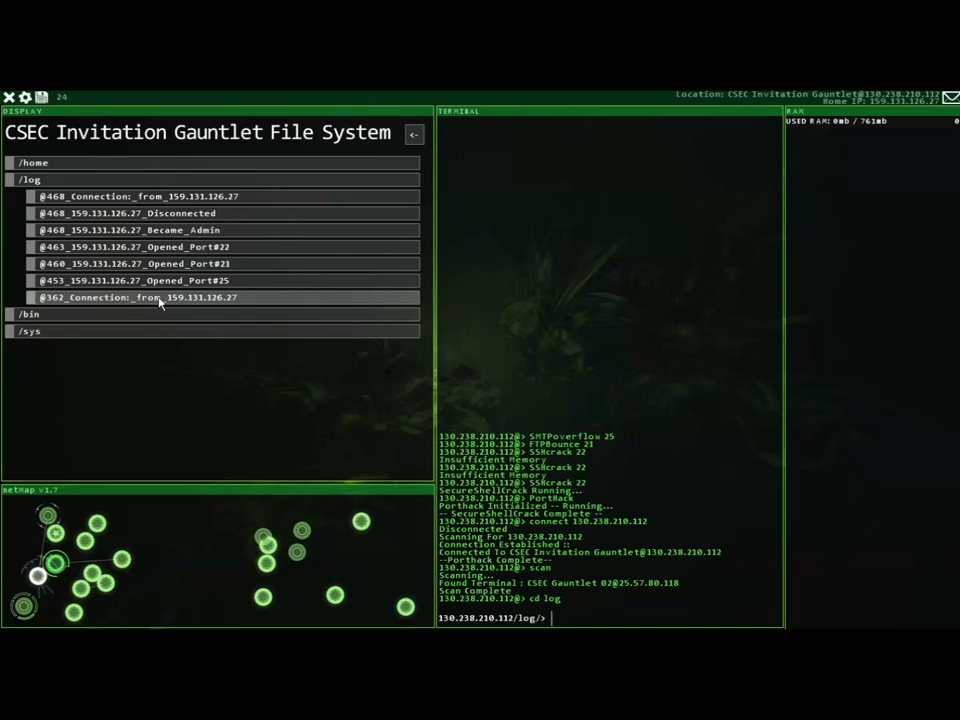 24
Location: CSEC Invitation Gauntlet@130.238.210.112
Home IP: 159.131.126.27
DISPLAY
CSEC Invitation Gauntlet File System
<-
/home
/log
@468_Connection:_from_159.131.126.27
@468_159.131.126.27_Disconnected
@468_159.131.126.27_Became_Admin
@463_159.131.126.27_Opened_Port#22
@460_159.131.126.27_Opened_Port#21
@453_159.131.126.27_Opened_Port#25
@362_Connection:_from_159.131.126.27
/bin
/sys
netMap v1.7
TERMINAL
130.238.210.112@> SMTPoverflow 25
130.238.210.112@> FTPBounce 21
130.238.210.112@> SSHcrack 22
Insufficient Memory
130.238.210.112@> SSHcrack 22
Insufficient Memory
130.238.210.112@> SSHcrack 22
SecureShellCrack Running...
130.238.210.112@> PortHack
Porthack Initialized -- Running...
-- SecureShellCrack Complete --
130.238.210.112@> connect 130.238.210.112
Disconnected
Scanning For 130.238.210.112
Connection Established ::
Connected To CSEC Invitation Gauntlet@130.238.210.112
--Porthack Complete--
130.238.210.112@> scan
Scanning...
Found Terminal : CSEC Gauntlet 02@25.57.80.118
Scan Complete
130.238.210.112@> cd log
130.238.210.112/log/>
RAM
USED RAM: 0mb / 761mb
0